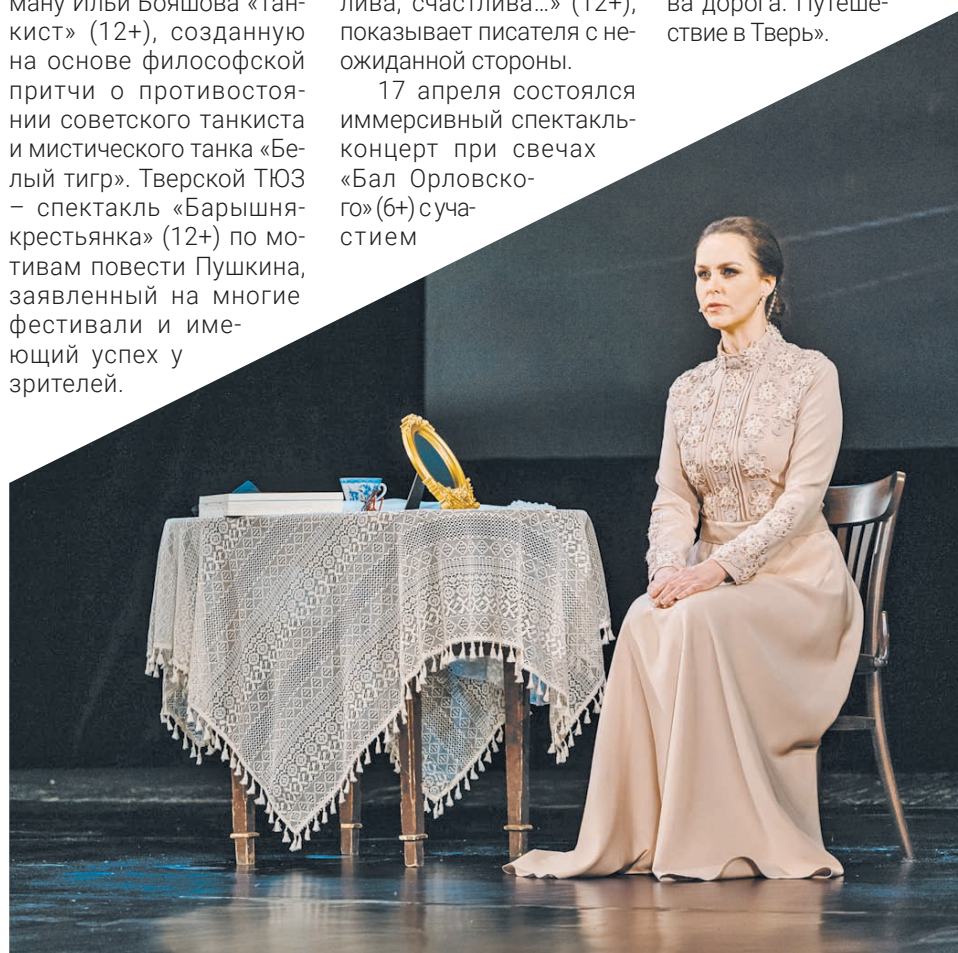 ману Ильи Бояшова «Тан-
кист» (12+), созданную
на основе философской
притчи о противостоя-
нии советского танкиста
и мистического танка «Бе-
лый тигр». Тверской ТЮЗ
– спектакль «Барышня-
крестьянка» (12+) по мо-
тивам повести Пушкина,
заявленный на многие
фестивали и име-
ющий успех у
зрителей.
лива, счастлива…» (12+),
показывает писателя с не-
ожиданной стороны.
17 апреля состоялся
иммерсивный спектакль-
концерт при свечах
«Бал Орловско-
го» (6+) с уча-
стием
ва дорога. Путеше-
ствие в Тверь».